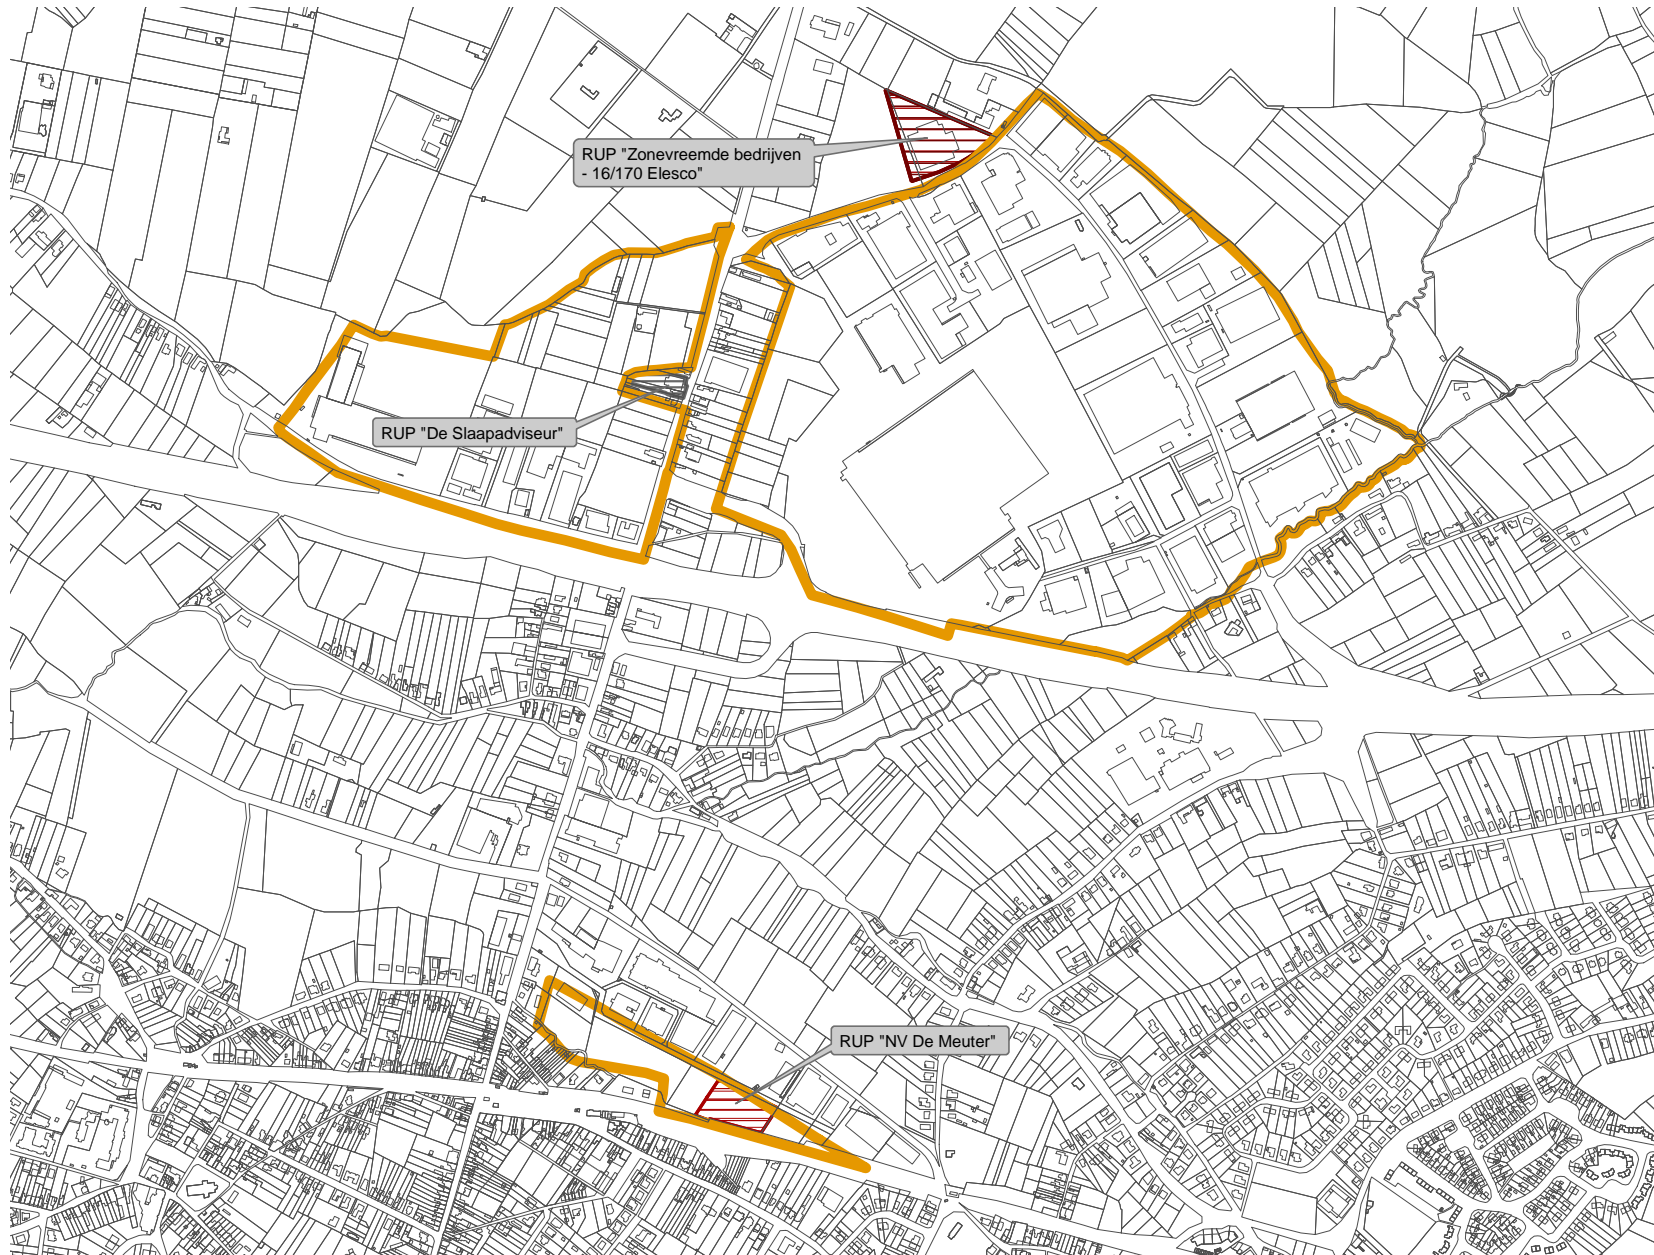 RUP "Zonevreemde bedrijven
- 16/170 Elesco"
RUP "De Slaapadviseur"
RUP "NV De Meuter"